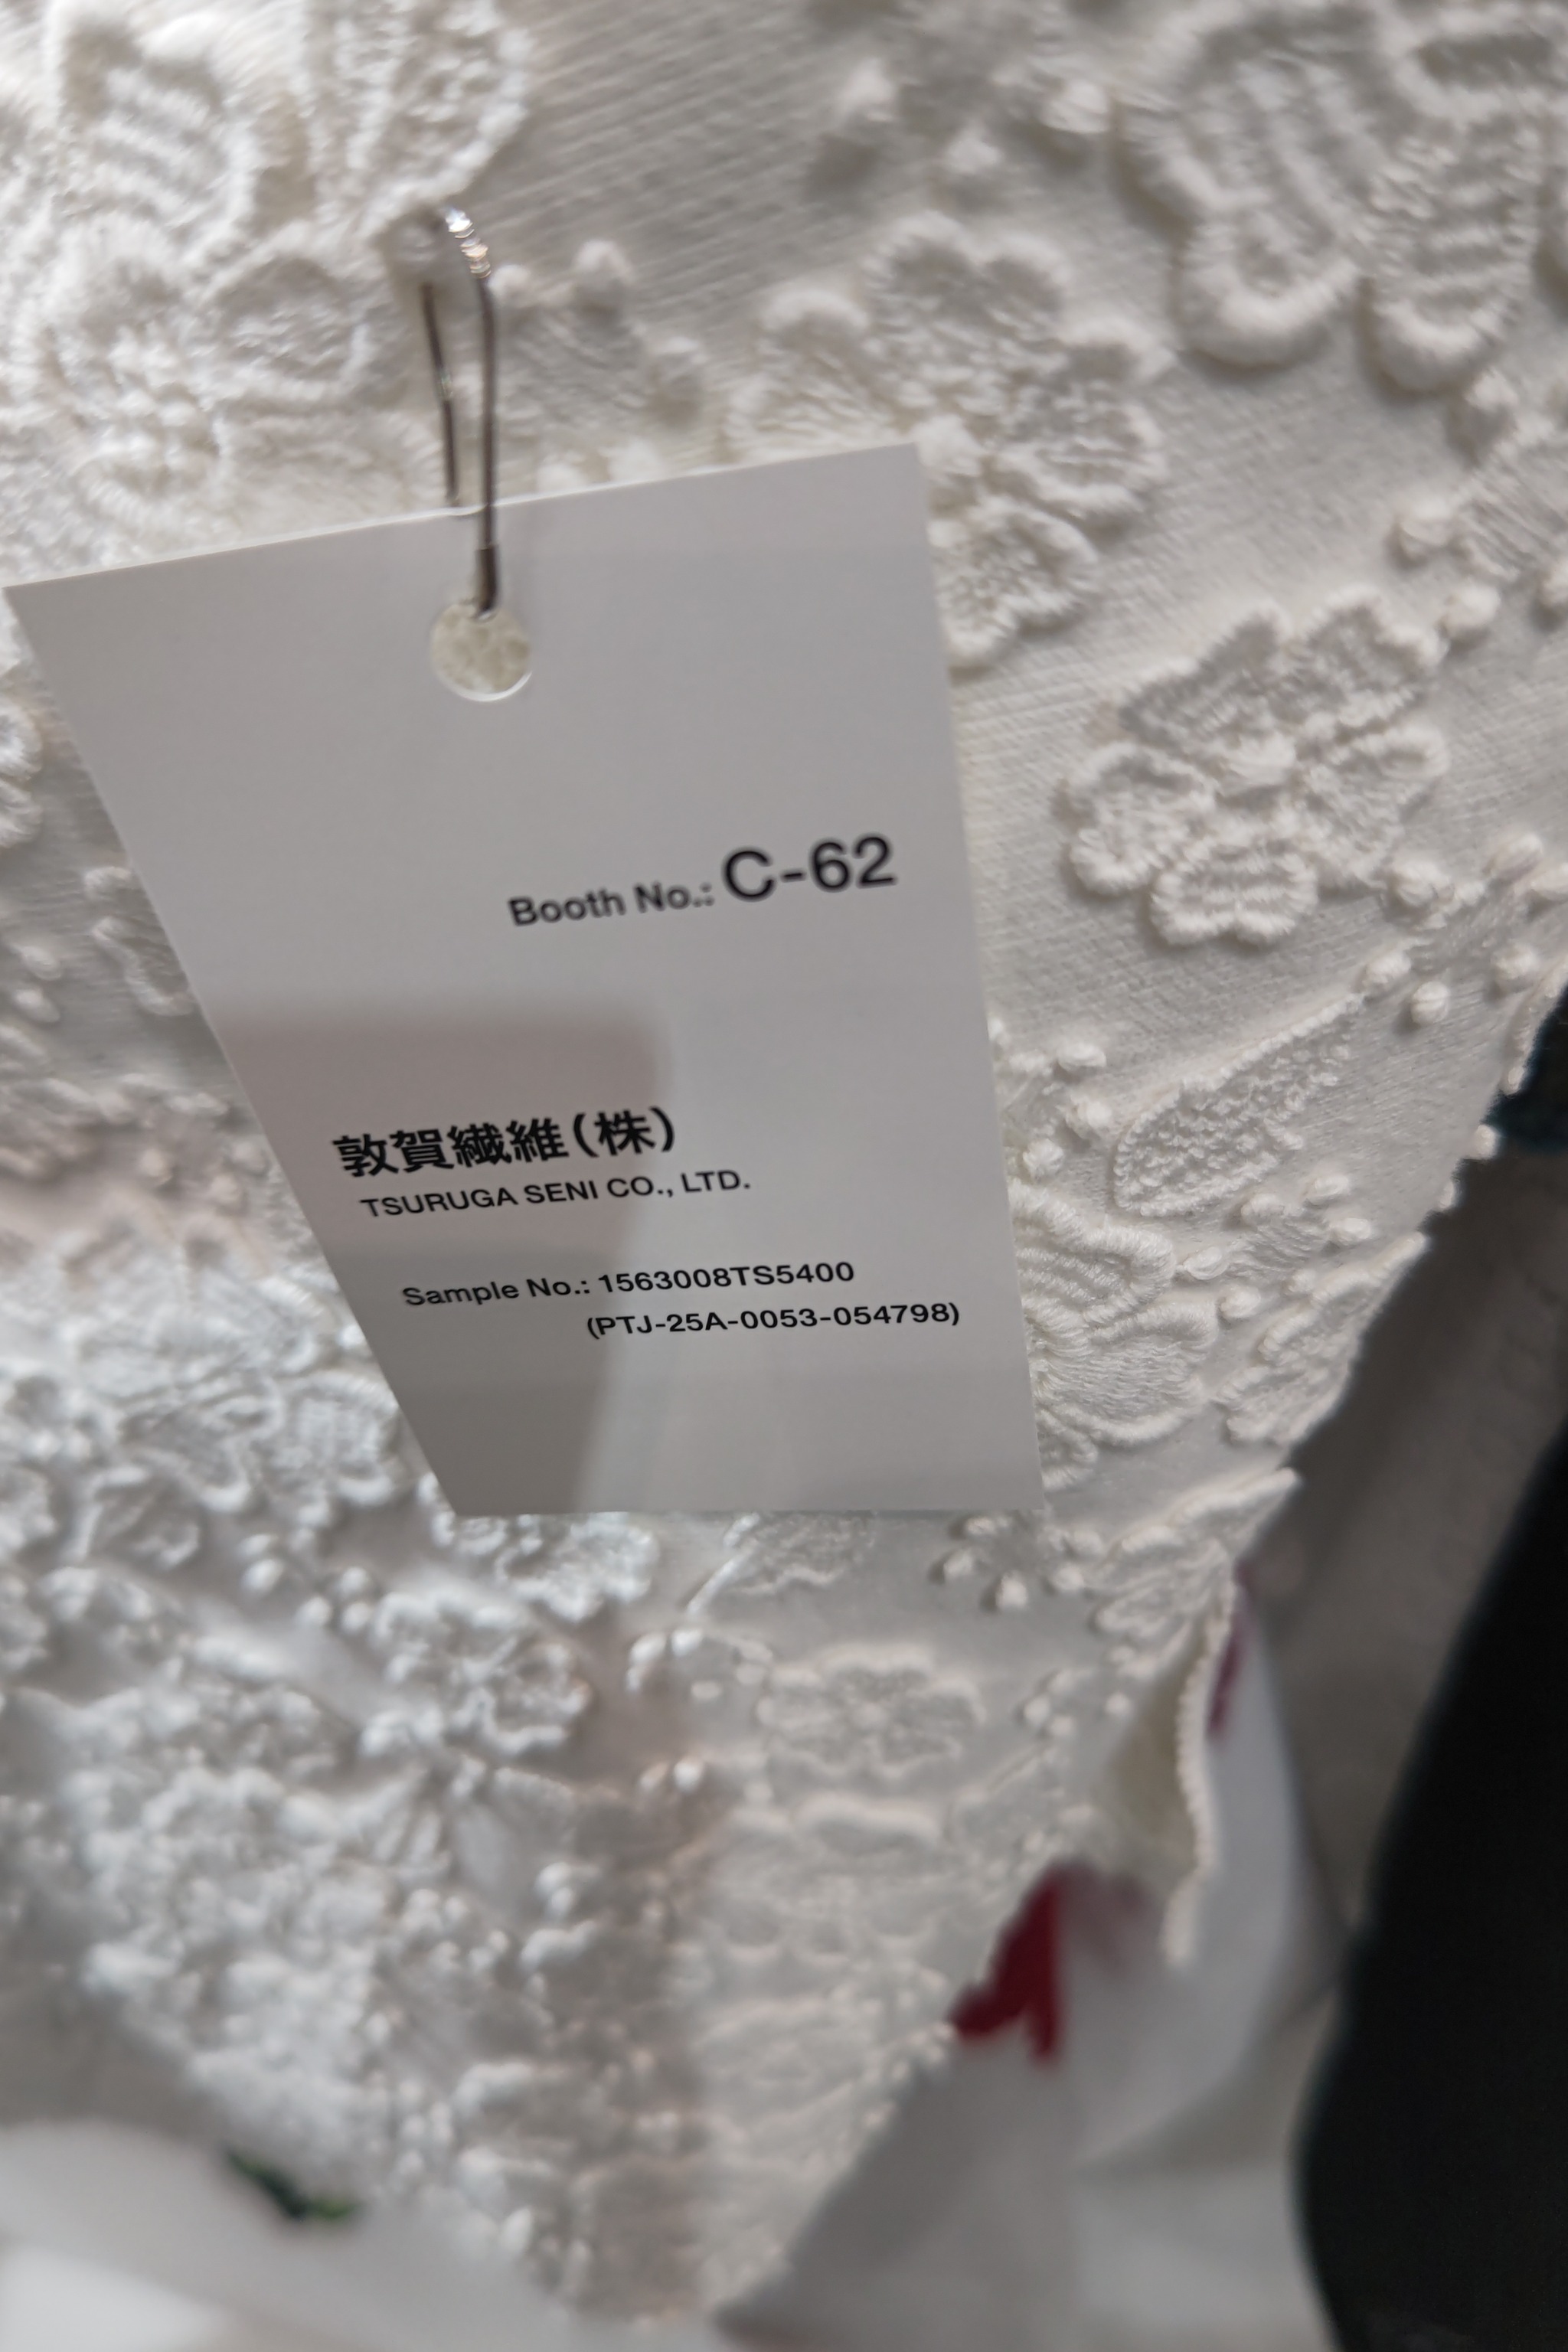 Booth No.: C-62
敦賀繊維(株)
TSURUGA SENI CO., LTD.
Sample No.: 1563008TS5400
(PTJ-25A-0053-054798)